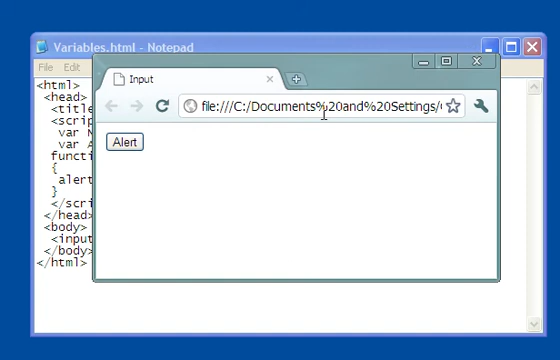 Variables.html - Notepad
File Edit
Input
file:///C:/Documents%20and%20Settings/
Alert
<html>
<head>
<title
<scrip
var N
var A
functi
{
alert
}
</scri
</head>
<body>
<input
</body>
</html>